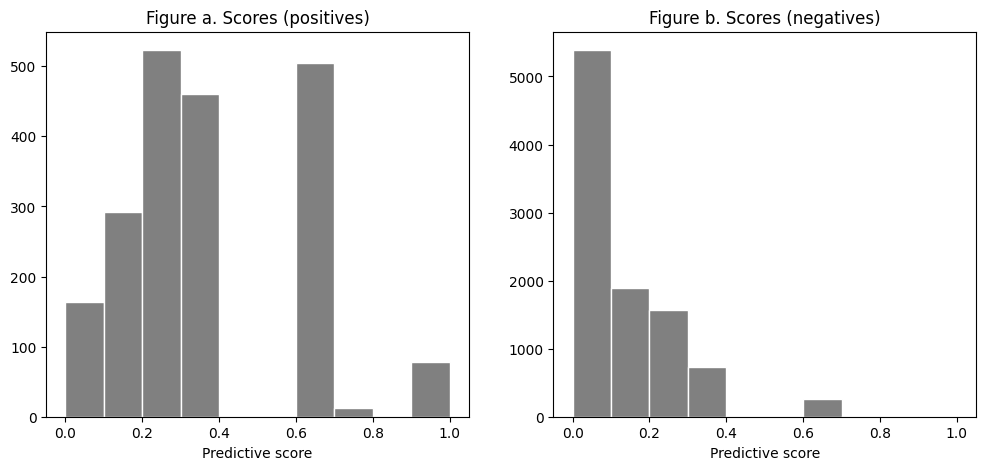 Figure a. Scores (positives)
500
400
300
200
100
0
0.0 0.2 0.4 0.6 0.8 1.0
Predictive score
Figure b. Scores (negatives)
5000
4000
3000
2000
1000
0
0.0 0.2 0.4 0.6 0.8 1.0
Predictive score